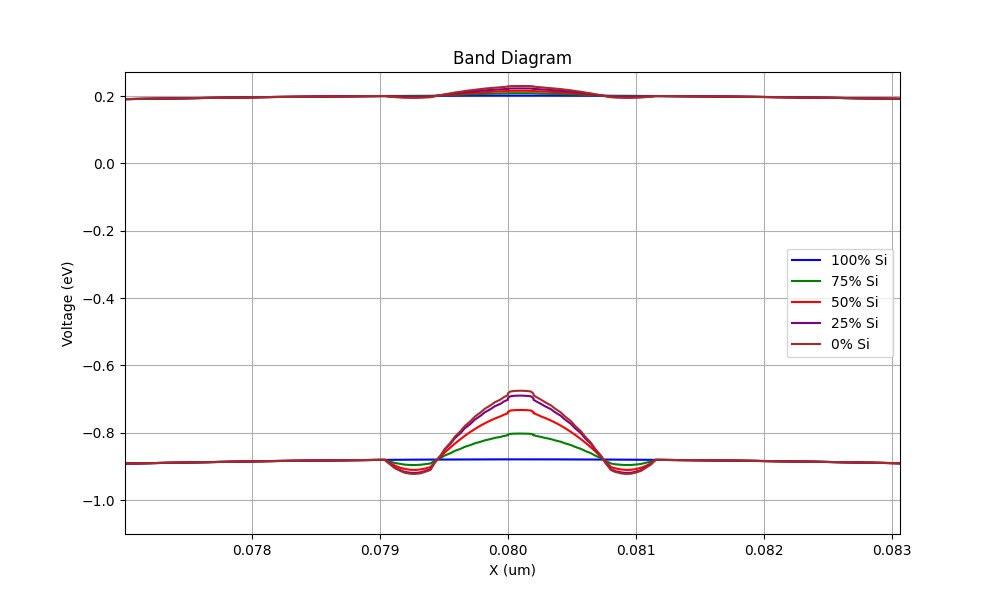 Band Diagram
Voltage (eV)
0.2
0.0
−0.2
−0.4
−0.6
−0.8
−1.0
100% Si
75% Si
50% Si
25% Si
0% Si
0.078
0.079
0.080
0.081
0.082
0.083
X (um)